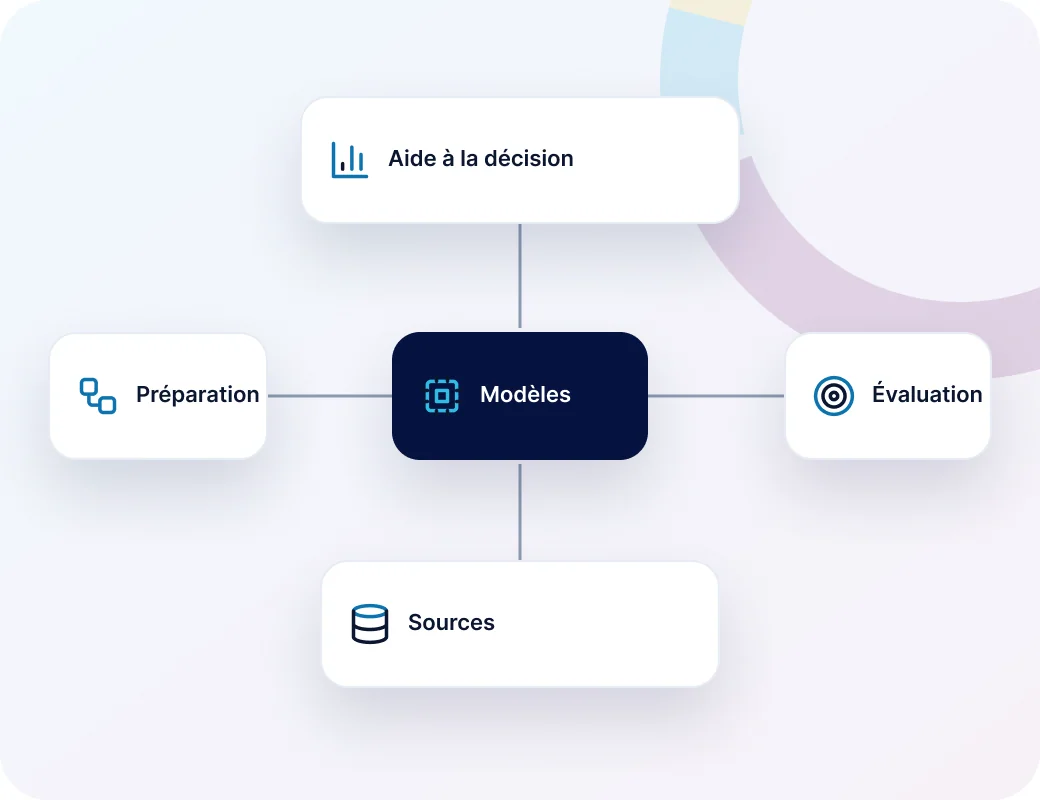 Aide à la décision
Préparation
Modèles
Évaluation
Sources